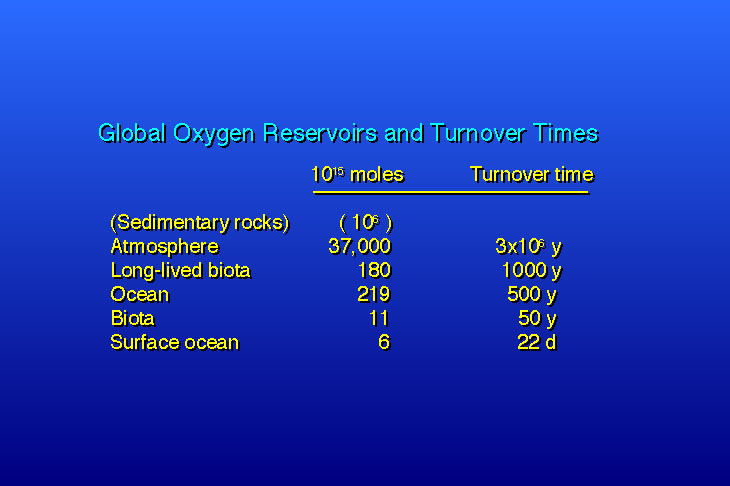 Global Oxygen Reservoirs and Turnover Times
10¹⁵ moles Turnover time
(Sedimentary rocks) ( 10⁶ )
Atmosphere 37,000 3x10⁶ y
Long-lived biota 180 1000 y
Ocean 219 500 y
Biota 11 50 y
Surface ocean 6 22 d